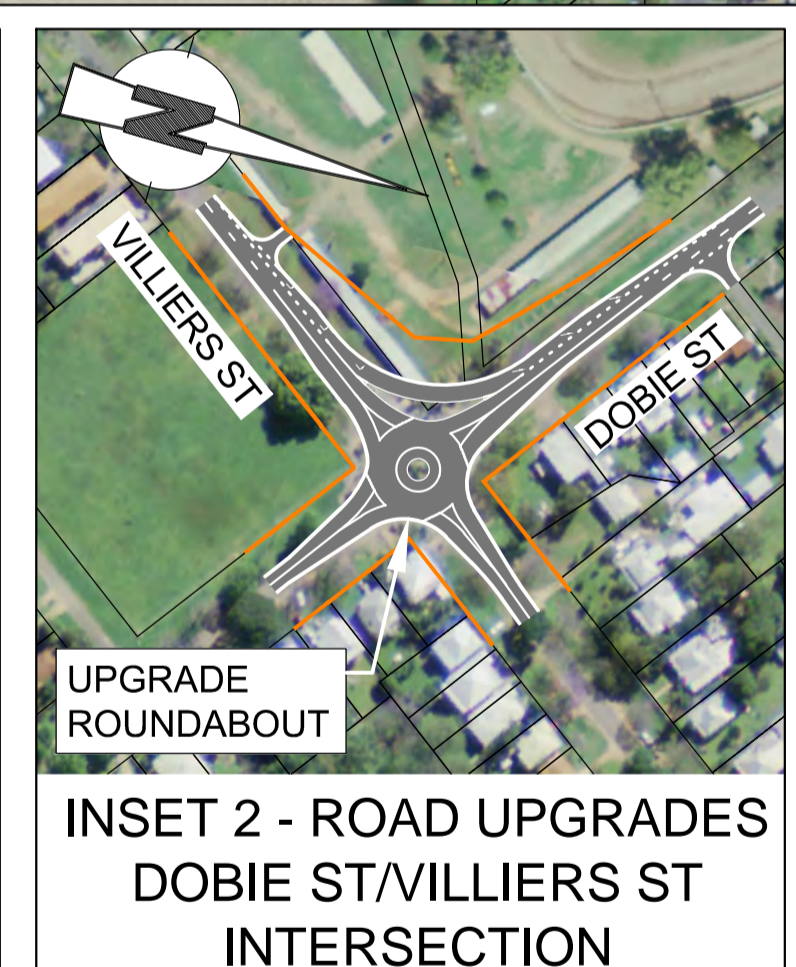 N
VILLIERS ST
DOBIE ST
UPGRADE
ROUNDABOUT
INSET 2 - ROAD UPGRADES
DOBIE ST/VILLIERS ST
INTERSECTION